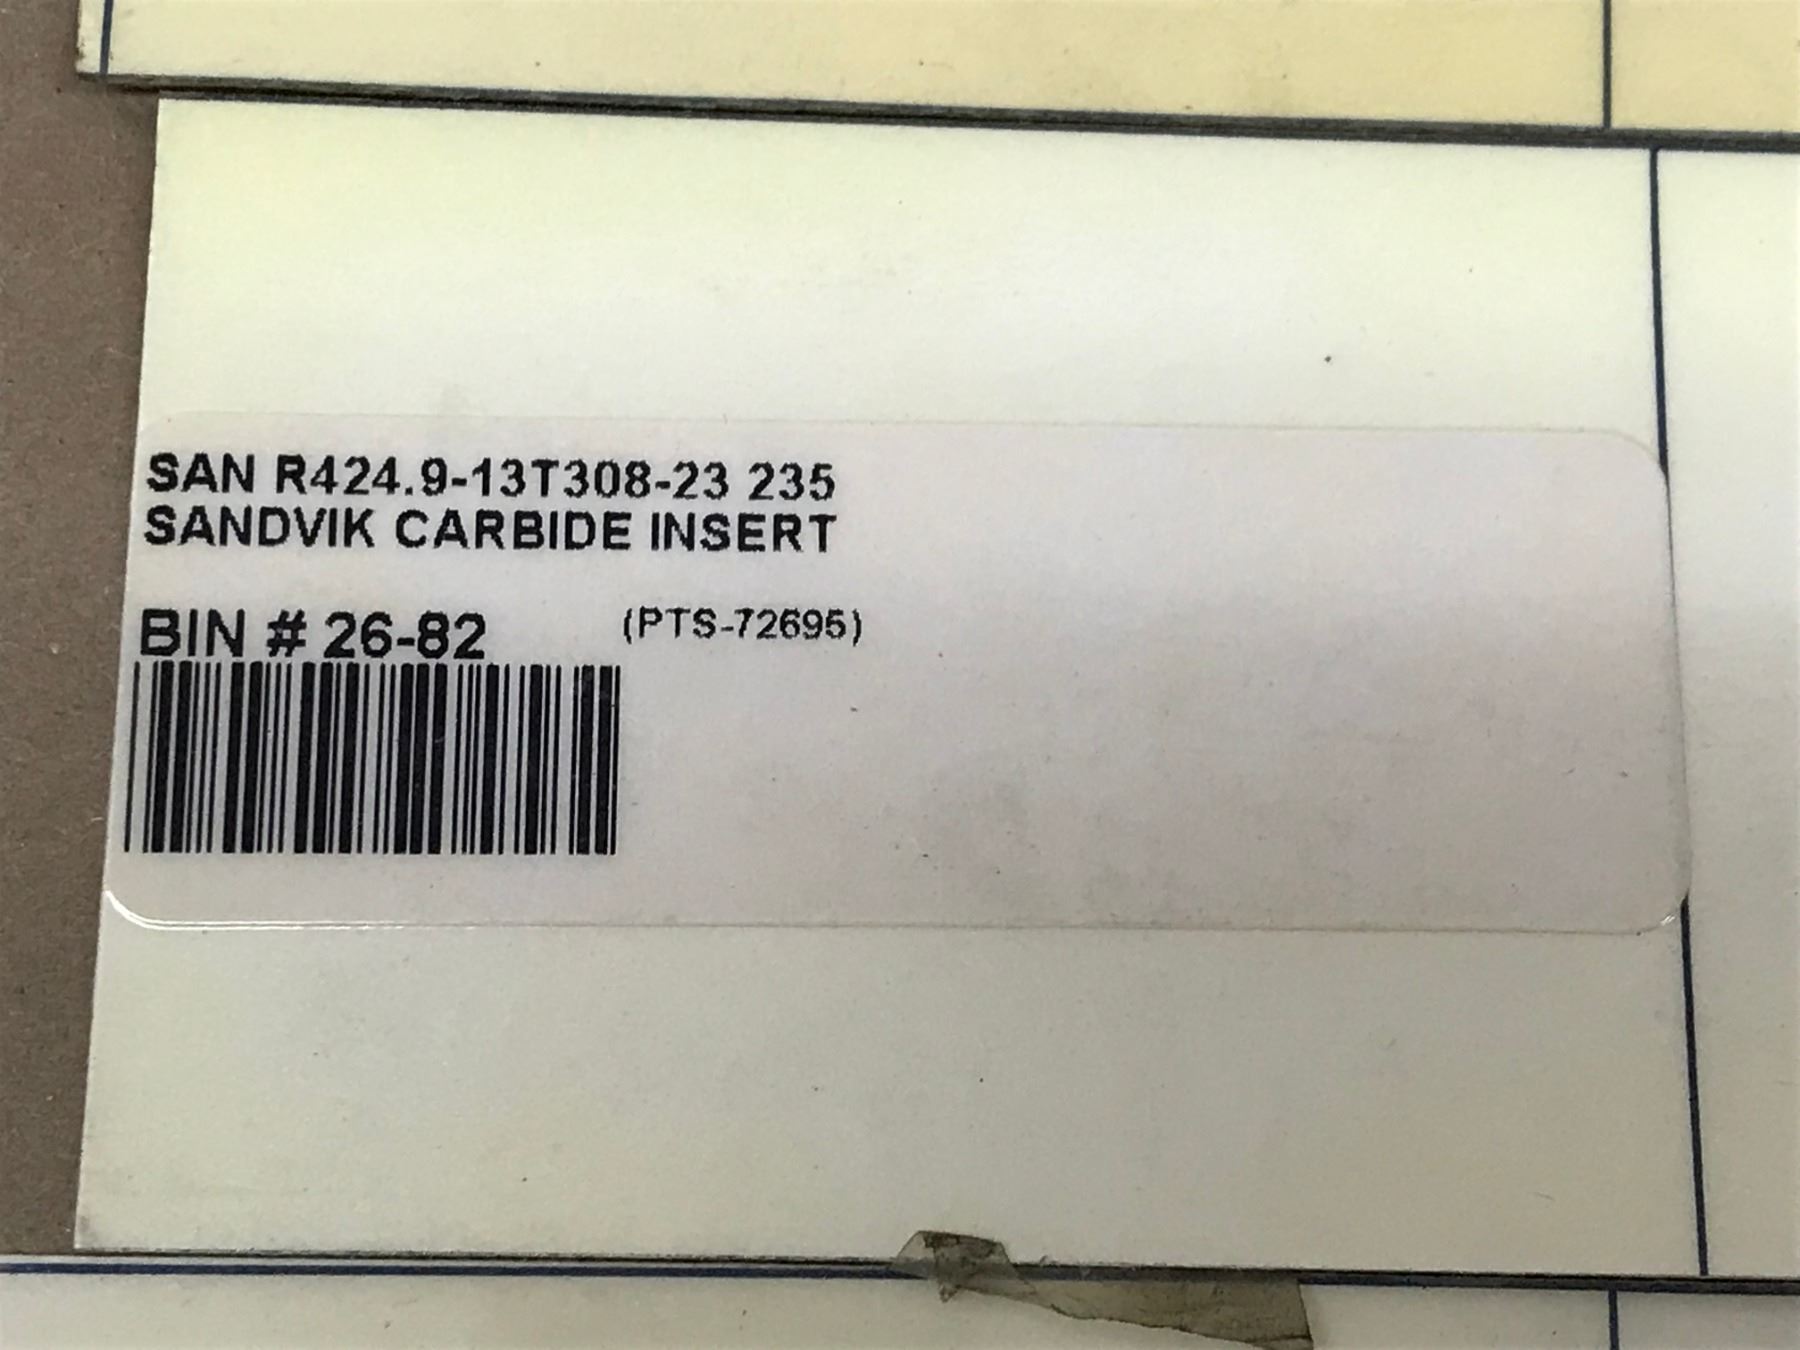 SAN R424.9-13T308-23 235
SANDVIK CARBIDE INSERT
BIN # 26-82 (PTS-72695)